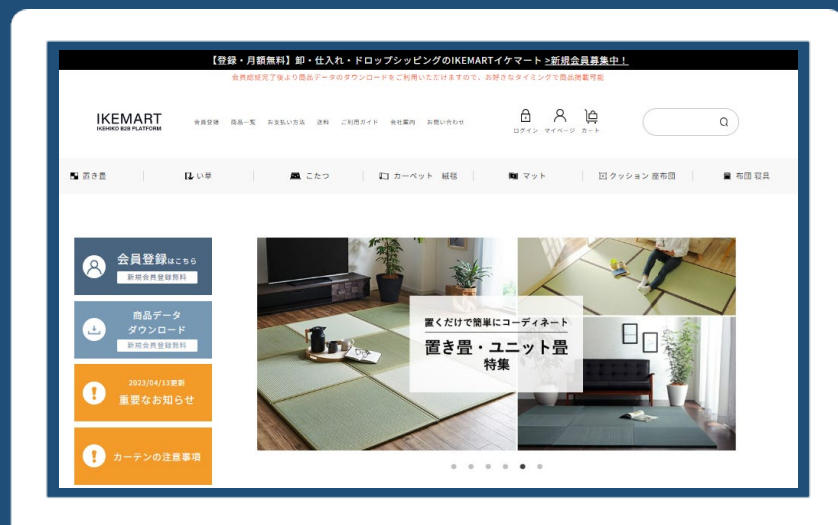 【登録・月額無料】卸・仕入れ・ドロップシッピングのIKEMARTイケマート >新規会員募集中！
会員登録完了後より商品データのダウンロードをご利用いただけますので、お好きなタイミングで商品掲載可能
IKEMART
IKEHIKO B2B PLATFORM
会員登録 商品一覧 お支払い方法 送料 ご利用ガイド 会社案内 お問い合わせ
ログイン マイページ カート
置き畳 い草 こたつ カーペット 絨毯 マット クッション 座布団 布団 寝具
会員登録はこちら
新規会員登録無料
商品データ
ダウンロード
新規会員登録無料
2023/04/13更新
重要なお知らせ
カーテンの注意事項
置くだけで簡単にコーディネート
置き畳・ユニット畳
特集